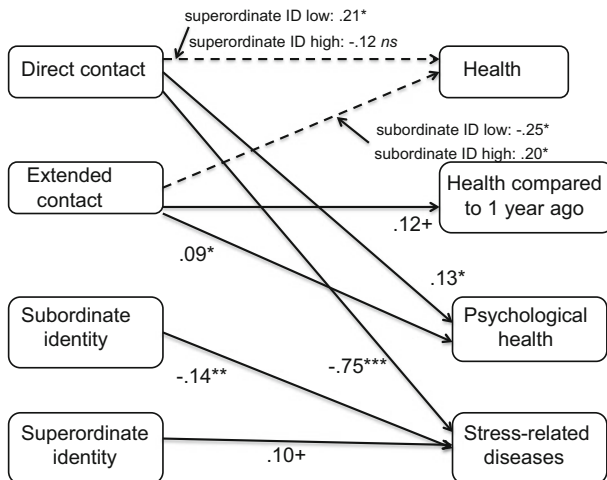 superordinate ID low: .21*
superordinate ID high: -.12 ns
Direct contact
Health
subordinate ID low: -.25*
subordinate ID high: .20*
Extended
contact
Health compared
to 1 year ago
.12+
.09*
.13*
Subordinate
identity
Psychological
health
-.75***
-.14**
Superordinate
identity
.10+
Stress-related
diseases